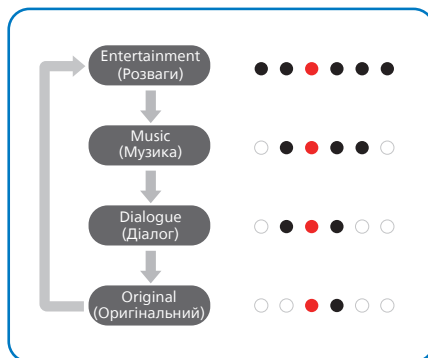 Entertainment
(Розваги)
Music
(Музика)
Dialogue
(Діалог)
Original
(Оригінальний)